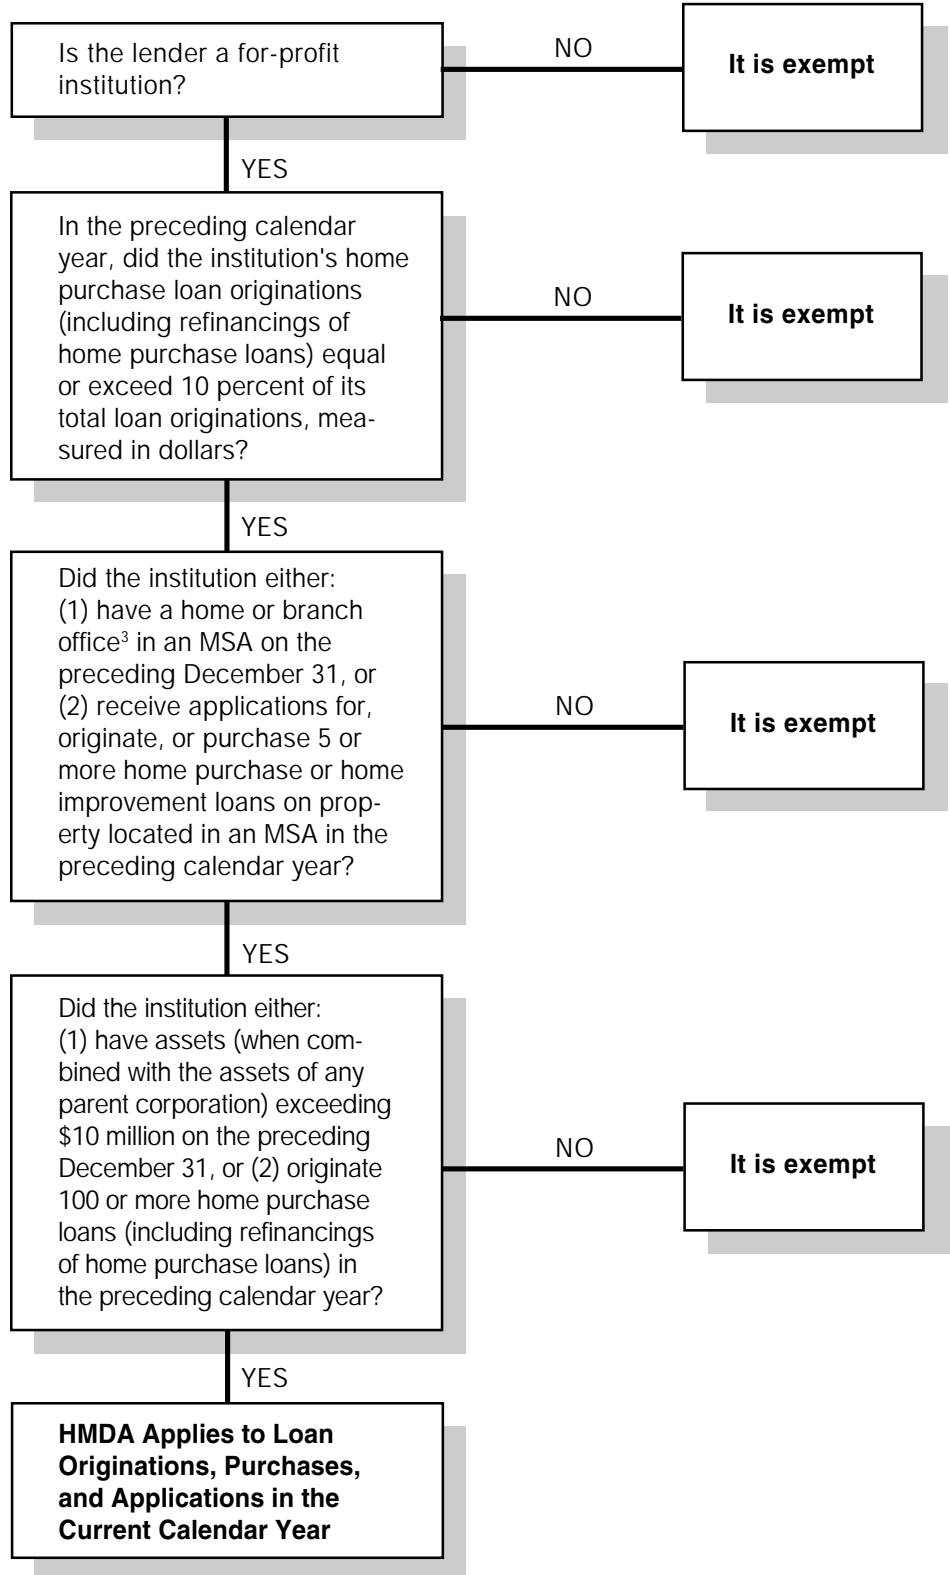 Is the lender a for-profit
institution?
NO
It is exempt
YES
In the preceding calendar
year, did the institution's home
purchase loan originations
(including refinancings of
home purchase loans) equal
or exceed 10 percent of its
total loan originations, mea-
sured in dollars?
NO
It is exempt
YES
Did the institution either:
(1) have a home or branch
office³ in an MSA on the
preceding December 31, or
(2) receive applications for,
originate, or purchase 5 or
more home purchase or home
improvement loans on prop-
erty located in an MSA in the
preceding calendar year?
NO
It is exempt
YES
Did the institution either:
(1) have assets (when com-
bined with the assets of any
parent corporation) exceeding
$10 million on the preceding
December 31, or (2) originate
100 or more home purchase
loans (including refinancings
of home purchase loans) in
the preceding calendar year?
NO
It is exempt
YES
HMDA Applies to Loan
Originations, Purchases,
and Applications in the
Current Calendar Year